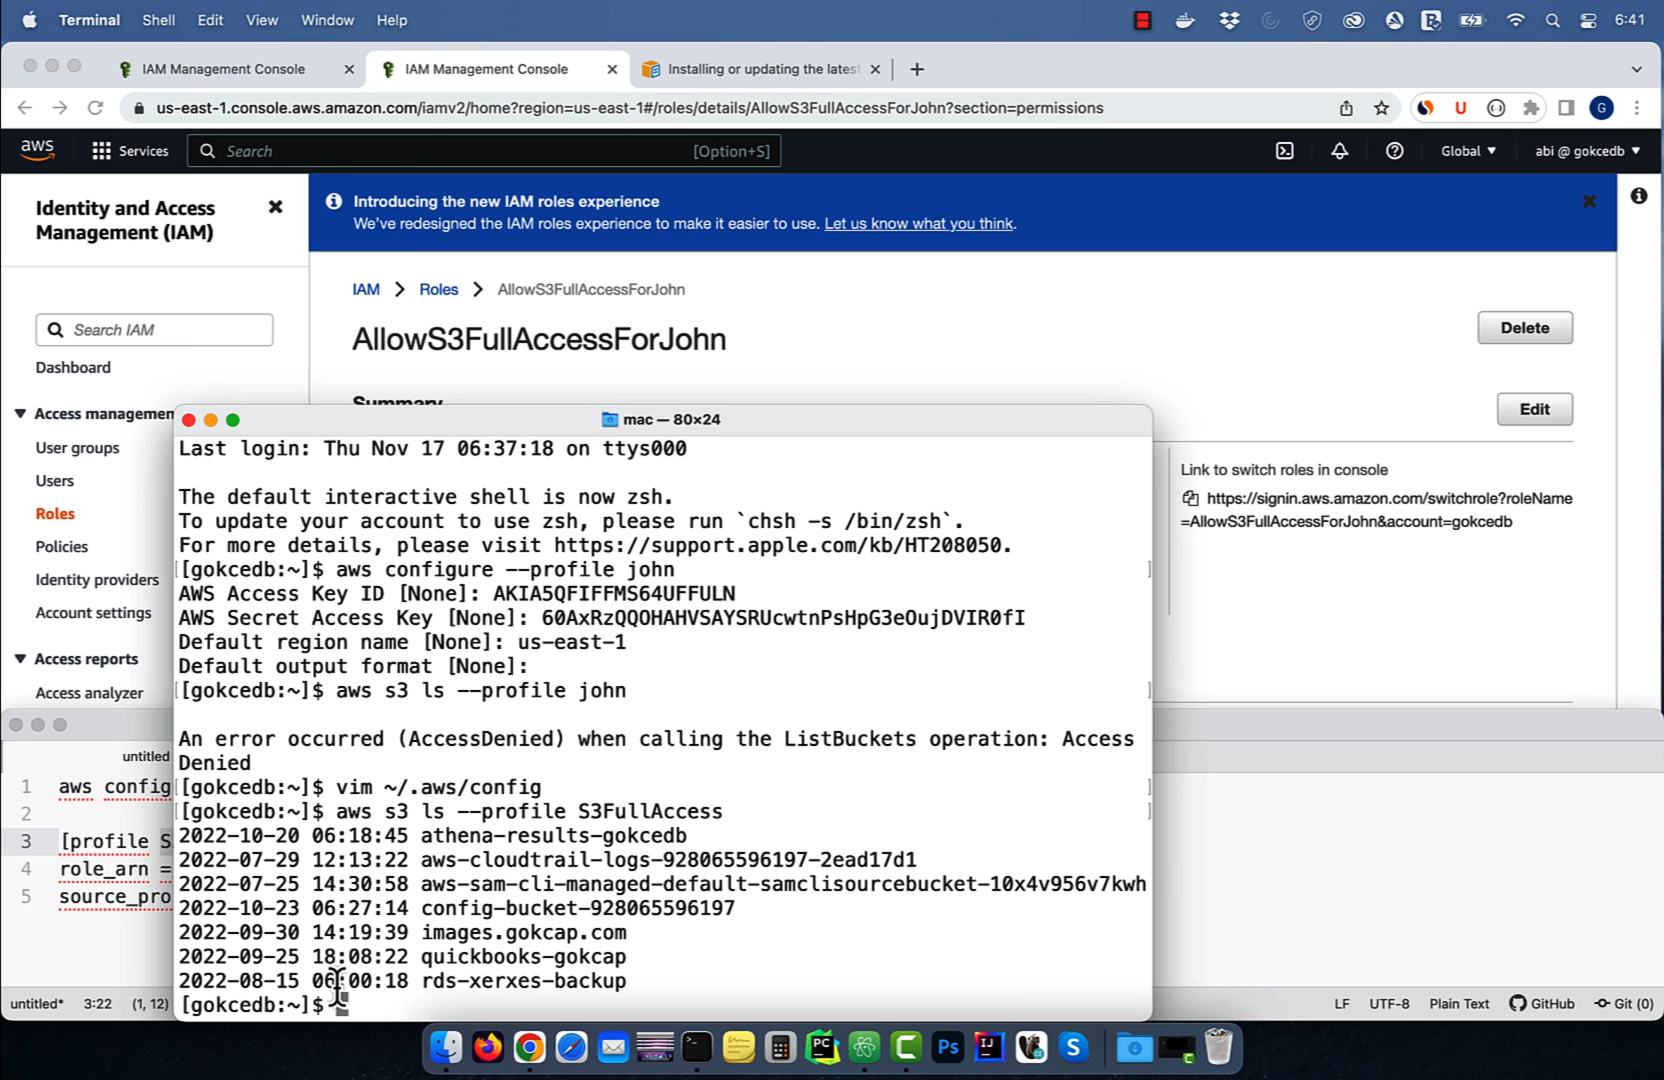 Terminal Shell Edit View Window Help 6:41
IAM Management Console IAM Management Console Installing or updating the latest
us-east-1.console.aws.amazon.com/iamv2/home?region=us-east-1#/roles/details/AllowS3FullAccessForJohn?section=permissions U G
aws Services Search [Option+S] Global abi @ gokcedb
Identity and Access
Management (IAM)
Search IAM
Dashboard
Access managemen
User groups
Users
Roles
Policies
Identity providers
Account settings
Access reports
Access analyzer
Introducing the new IAM roles experience
We've redesigned the IAM roles experience to make it easier to use. Let us know what you think.
IAM Roles AllowS3FullAccessForJohn
AllowS3FullAccessForJohn
Delete
Summary
Edit
Link to switch roles in console
https://signin.aws.amazon.com/switchrole?roleName
=AllowS3FullAccessForJohn&account=gokcedb
mac — 80×24
Last login: Thu Nov 17 06:37:18 on ttys000
The default interactive shell is now zsh.
To update your account to use zsh, please run `chsh -s /bin/zsh`.
For more details, please visit https://support.apple.com/kb/HT208050.
[gokcedb:~]$ aws configure --profile john
AWS Access Key ID [None]: AKIA5QFIFFMS64UFFULN
AWS Secret Access Key [None]: 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
Default region name [None]: us-east-1
Default output format [None]:
[gokcedb:~]$ aws s3 ls --profile john
An error occurred (AccessDenied) when calling the ListBuckets operation: Access
Denied
[gokcedb:~]$ vim ~/.aws/config
[gokcedb:~]$ aws s3 ls --profile S3FullAccess
2022-10-20 06:18:45 athena-results-gokcedb
2022-07-29 12:13:22 aws-cloudtrail-logs-928065596197-2ead17d1
2022-07-25 14:30:58 aws-sam-cli-managed-default-samclisourcebucket-10x4v956v7kwh
2022-10-23 06:27:14 config-bucket-928065596197
2022-09-30 14:19:39 images.gokcap.com
2022-09-25 18:08:22 quickbooks-gokcap
2022-08-15 06:00:18 rds-xerxes-backup
[gokcedb:~]$
untitled
1 aws config
2
3 [profile S
4 role_arn =
5 source_pro
untitled* 3:22 (1, 12) LF UTF-8 Plain Text GitHub Git (0)
PC Ps IJ S